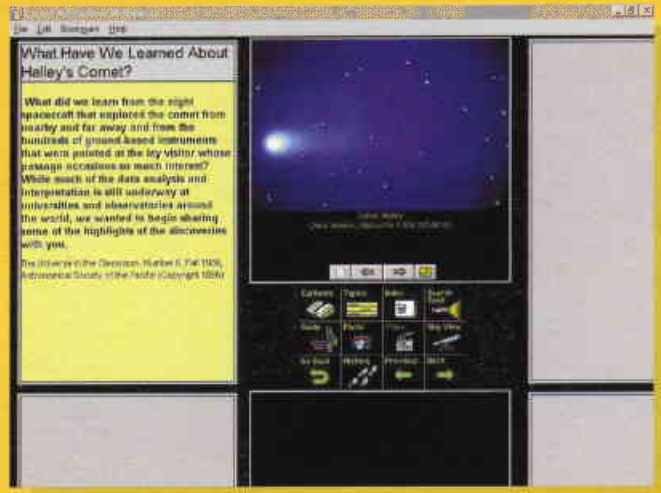 File Edit Bookmark Help
What Have We Learned About
Halley's Comet?
What did we learn from the eight
spacecraft that explored the comet from
nearby and far away and from the
hundreds of ground-based instruments
that were pointed at the icy visitor whose
passage occasions so much interest?
While much of the data analysis and
interpretation is still underway at
universities and observatories around
the world, we wanted to begin sharing
some of the highlights of the discoveries
with you.
The Universe in the Classroom, Number 6, Fall 1986,
Astronomical Society of the Pacific (Copyright 1986)
Comet Halley
Contents Topics Index Search
Guide Photo Sky View
Go Back History Previous Next